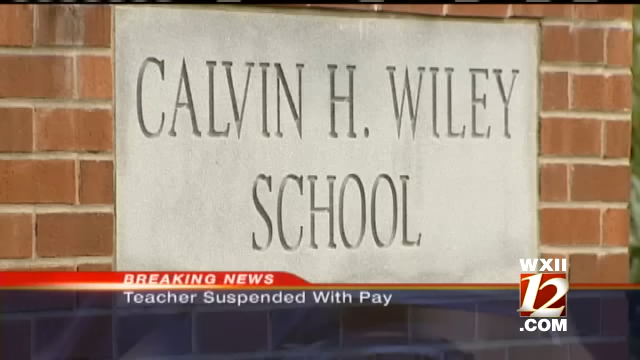 CALVIN H. WILEY
SCHOOL
BREAKING NEWS
Teacher Suspended With Pay
WXII
12
.COM